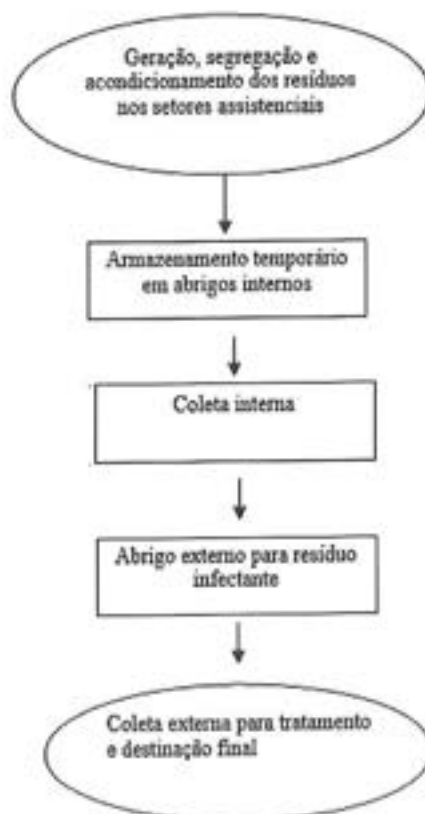 Geração, segregação e
acondicionamento dos resíduos
nos setores assistenciais
Armazenamento temporário
em abrigos internos
Coleta interna
Abrigo externo para resíduo
infectante
Coleta externa para tratamento
e destinação final